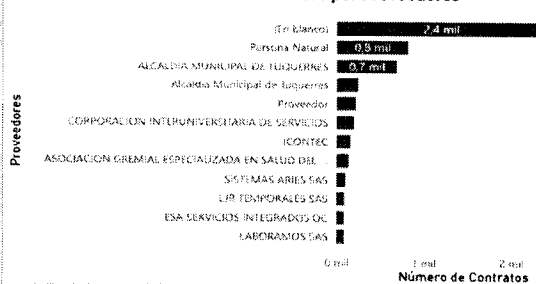 (En blanco) 2,4 mil
Persona Natural 0,8 mil
ALCALDIA MUNICIPAL DE TUQUERRES 0,7 mil
Alcaldia Municipal de Tuquerres
Proveedor
CORPORACION INTERUNIVERSITARIA DE SERVICIOS
ICONTEC
ASOCIACION GREMIAL ESPECIALIZADA EN SALUD DEL ...
SISTEMAS ARIES SAS
TEMPORALES SAS
ESA SERVICIOS INTEGRADOS OC
LABORAMOS SAS
Proveedores
0 mil 1 mil 2 mil
Número de Contratos